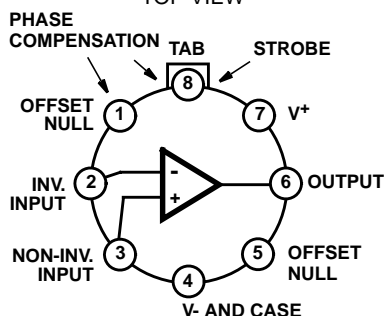 TOP VIEW
PHASE
COMPENSATION
TAB
STROBE
OFFSET
NULL
1
8
7
V+
INV.
INPUT
2
-
+
6
OUTPUT
NON-INV.
INPUT
3
4
5
OFFSET
NULL
V- AND CASE